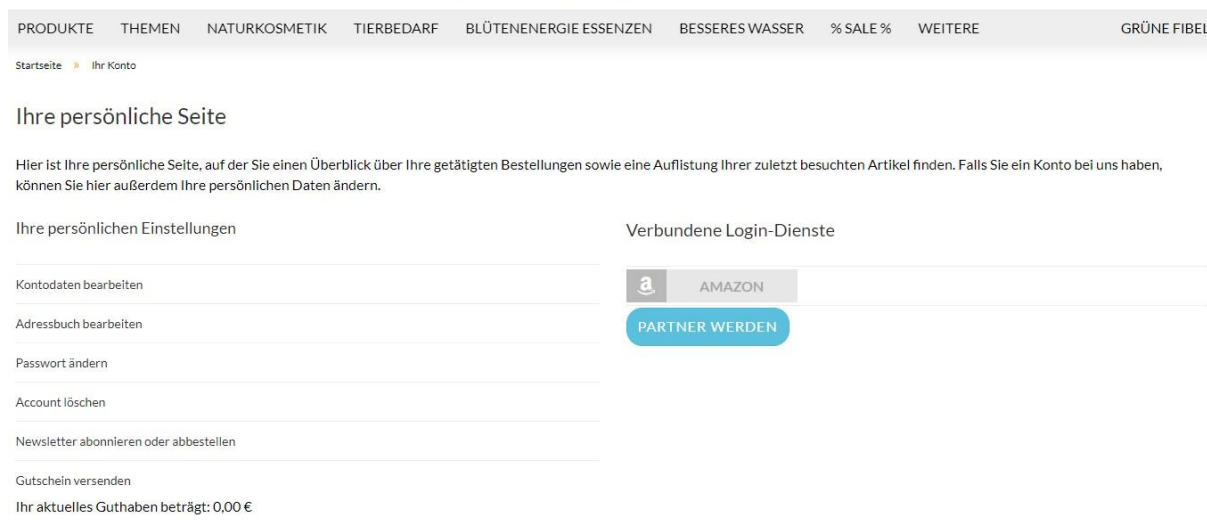 PRODUKTE THEMEN NATURKOSMETIK TIERBEDARF BLÜTENENERGIE ESSENZEN BESSERES WASSER % SALE % WEITERE GRÜNE FIBEL
Startseite » Ihr Konto
Ihre persönliche Seite
Hier ist Ihre persönliche Seite, auf der Sie einen Überblick über Ihre getätigten Bestellungen sowie eine Auflistung Ihrer zuletzt besuchten Artikel finden. Falls Sie ein Konto bei uns haben,
können Sie hier außerdem Ihre persönlichen Daten ändern.
Ihre persönlichen Einstellungen
Kontodaten bearbeiten
Adressbuch bearbeiten
Passwort ändern
Account löschen
Newsletter abonnieren oder abbestellen
Gutschein versenden
Ihr aktuelles Guthaben beträgt: 0,00 €
Verbundene Login-Dienste
a AMAZON
PARTNER WERDEN